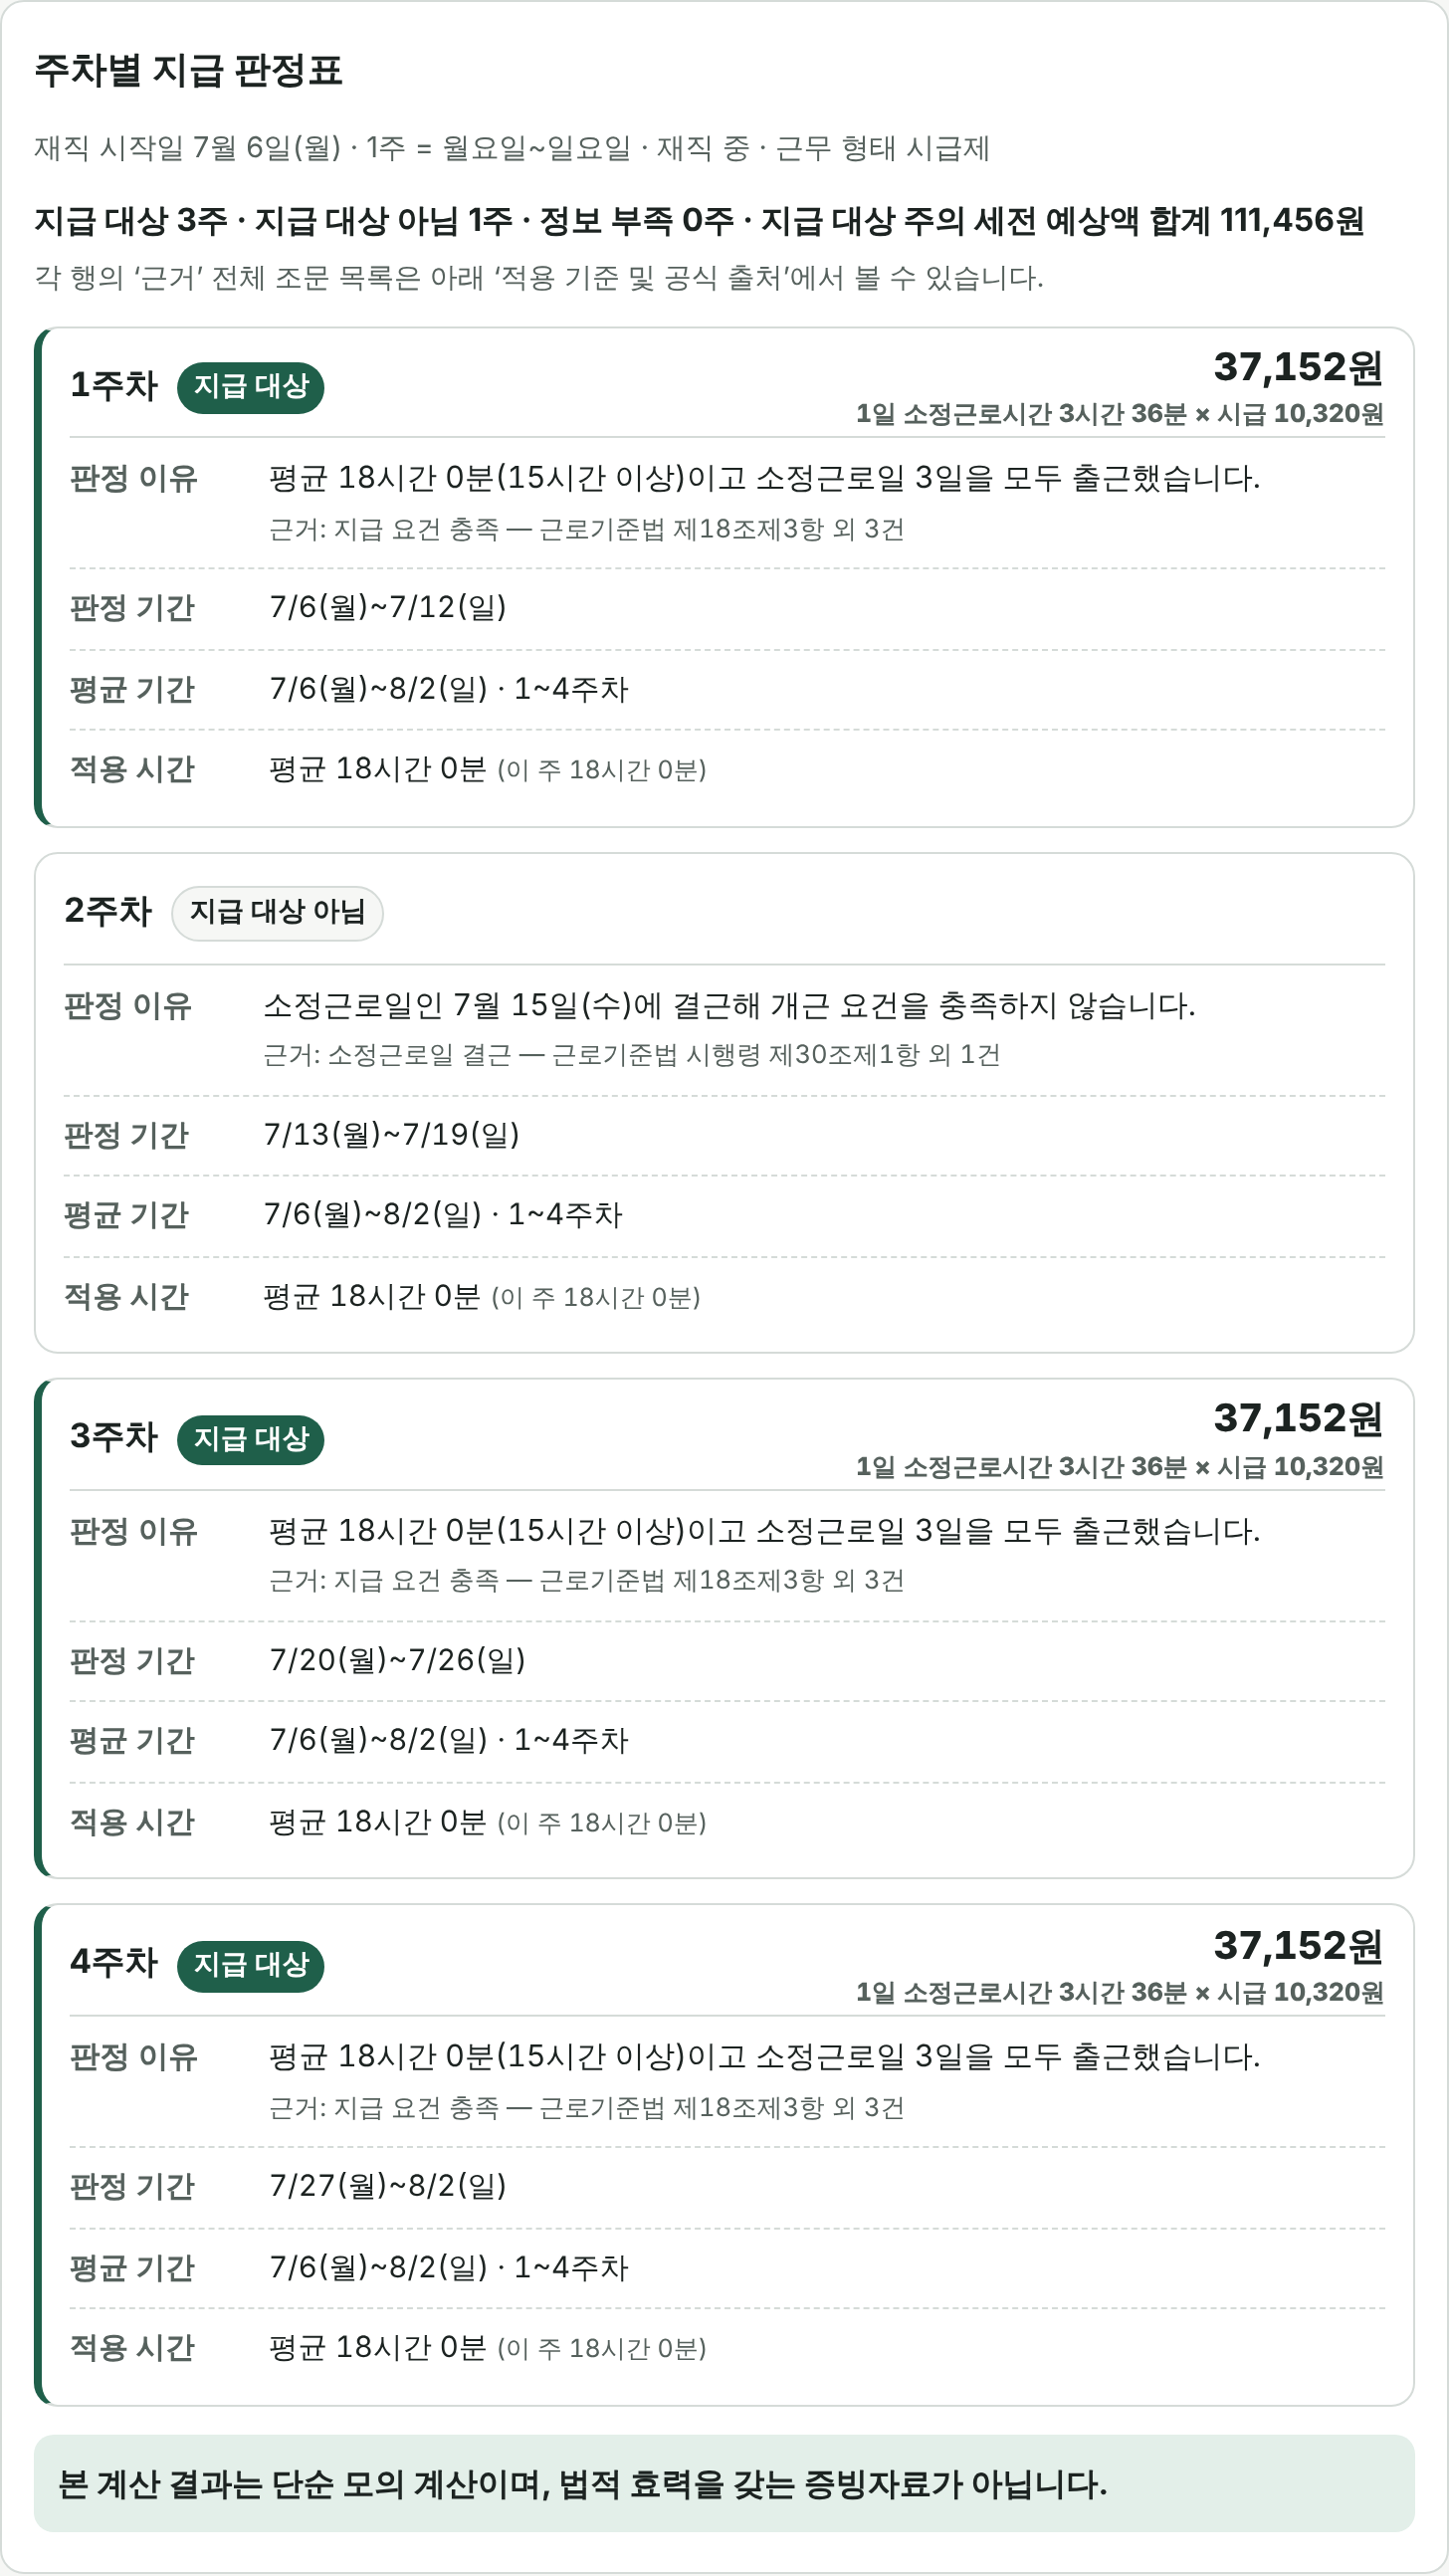 주차별 지급 판정표
재직 시작일 7월 6일(월) · 1주 = 월요일~일요일 · 재직 중 · 근무 형태 시급제
지급 대상 3주 · 지급 대상 아님 1주 · 정보 부족 0주 · 지급 대상 주의 세전 예상액 합계 111,456원
각 행의 ‘근거’ 전체 조문 목록은 아래 ‘적용 기준 및 공식 출처’에서 볼 수 있습니다.
1주차 지급 대상 37,152원
1일 소정근로시간 3시간 36분 × 시급 10,320원
판정 이유 평균 18시간 0분(15시간 이상)이고 소정근로일 3일을 모두 출근했습니다.
근거: 지급 요건 충족 — 근로기준법 제18조제3항 외 3건
판정 기간 7/6(월)~7/12(일)
평균 기간 7/6(월)~8/2(일) · 1~4주차
적용 시간 평균 18시간 0분 (이 주 18시간 0분)
2주차 지급 대상 아님
판정 이유 소정근로일인 7월 15일(수)에 결근해 개근 요건을 충족하지 않습니다.
근거: 소정근로일 결근 — 근로기준법 시행령 제30조제1항 외 1건
판정 기간 7/13(월)~7/19(일)
평균 기간 7/6(월)~8/2(일) · 1~4주차
적용 시간 평균 18시간 0분 (이 주 18시간 0분)
3주차 지급 대상 37,152원
1일 소정근로시간 3시간 36분 × 시급 10,320원
판정 이유 평균 18시간 0분(15시간 이상)이고 소정근로일 3일을 모두 출근했습니다.
근거: 지급 요건 충족 — 근로기준법 제18조제3항 외 3건
판정 기간 7/20(월)~7/26(일)
평균 기간 7/6(월)~8/2(일) · 1~4주차
적용 시간 평균 18시간 0분 (이 주 18시간 0분)
4주차 지급 대상 37,152원
1일 소정근로시간 3시간 36분 × 시급 10,320원
판정 이유 평균 18시간 0분(15시간 이상)이고 소정근로일 3일을 모두 출근했습니다.
근거: 지급 요건 충족 — 근로기준법 제18조제3항 외 3건
판정 기간 7/27(월)~8/2(일)
평균 기간 7/6(월)~8/2(일) · 1~4주차
적용 시간 평균 18시간 0분 (이 주 18시간 0분)
본 계산 결과는 단순 모의 계산이며, 법적 효력을 갖는 증빙자료가 아닙니다.